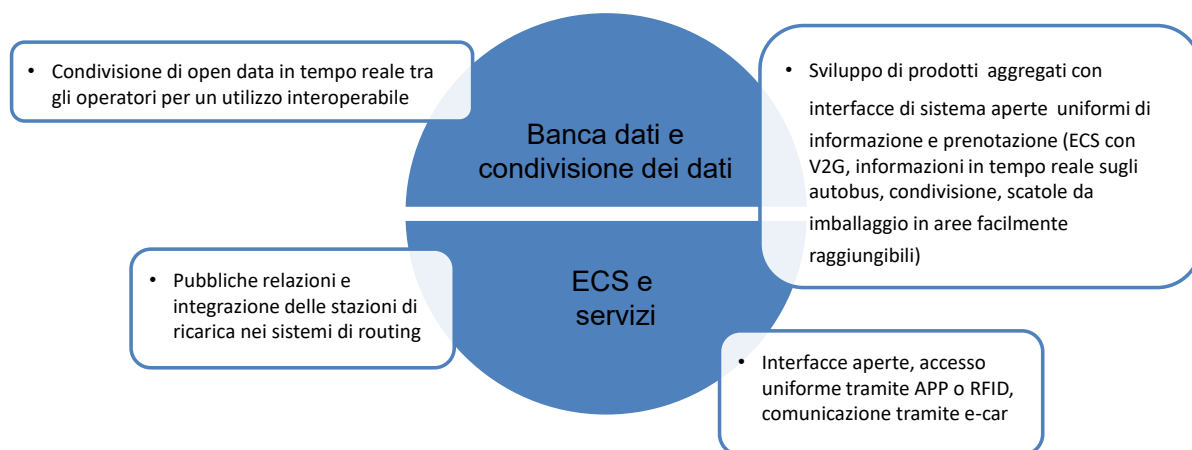 • Condivisione di open data in tempo reale tra
gli operatori per un utilizzo interoperabile
Banca dati e
condivisione dei dati
• Sviluppo di prodotti aggregati con
interfacce di sistema aperte uniformi di
informazione e prenotazione (ECS con
V2G, informazioni in tempo reale sugli
autobus, condivisione, scatole da
imballaggio in aree facilmente
raggiungibili)
• Pubbliche relazioni e
integrazione delle stazioni di
ricarica nei sistemi di routing
ECS e
servizi
• Interfacce aperte, accesso
uniforme tramite APP o RFID,
comunicazione tramite e-car